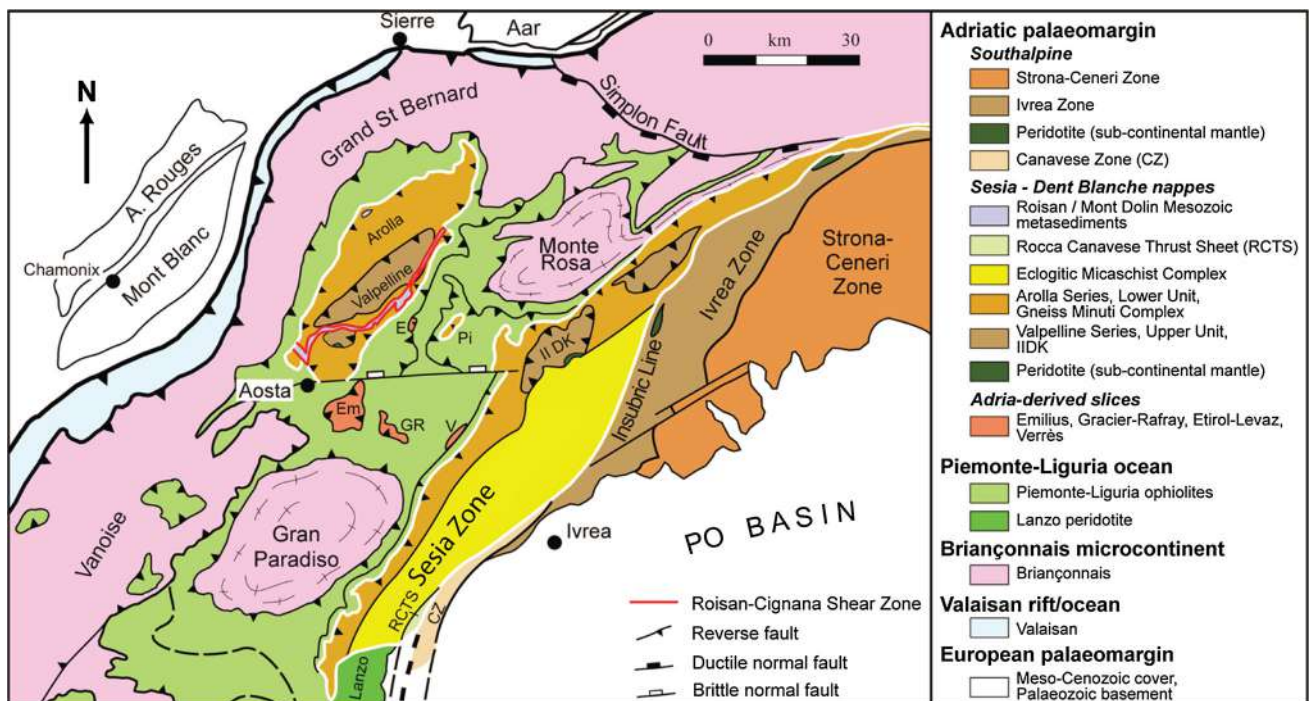 Sierre
Aar
0 km 30
N
Grand St Bernard
Simplon Fault
A. Rouges
Chamonix
Mont Blanc
Arolla
Valpelline
Monte
Rosa
Strona-
Ceneri
Zone
Ivrea Zone
E
Pi
II DK
Aosta
Em
GR
V
Insubric Line
Vanoise
Gran
Paradiso
Sesia Zone
Ivrea
PO BASIN
RCTS
CZ
Lanzo
Roisan-Cignana Shear Zone
Reverse fault
Ductile normal fault
Brittle normal fault
Adriatic palaeomargin
Southalpine
Strona-Ceneri Zone
Ivrea Zone
Peridotite (sub-continental mantle)
Canavese Zone (CZ)
Sesia - Dent Blanche nappes
Roisan / Mont Dolin Mesozoic
metasediments
Rocca Canavese Thrust Sheet (RCTS)
Eclogitic Micaschist Complex
Arolla Series, Lower Unit,
Gneiss Minuti Complex
Valpelline Series, Upper Unit,
IIDK
Peridotite (sub-continental mantle)
Adria-derived slices
Emilius, Gracier-Rafray, Etirol-Levaz,
Verrès
Piemonte-Liguria ocean
Piemonte-Liguria ophiolites
Lanzo peridotite
Briançonnais microcontinent
Briançonnais
Valaisan rift/ocean
Valaisan
European palaeomargin
Meso-Cenozoic cover,
Palaeozoic basement